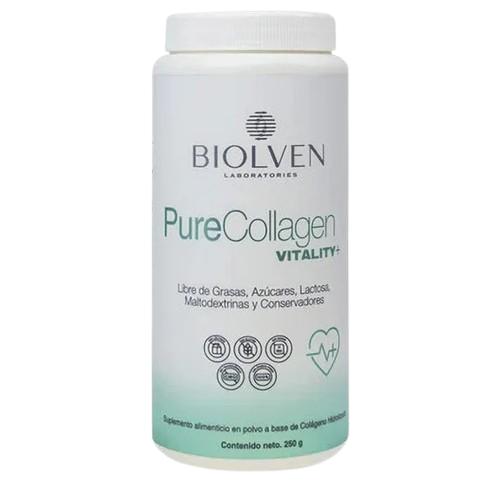 BIOLVEN
LABORATORIES
PureCollagen
VITALITY+
Libre de Grasas, Azúcares, Lactosa,
Maltodextrinas y Conservadores
Suplemento alimenticio en polvo a base de Colágeno
Contenido neto. 250 g